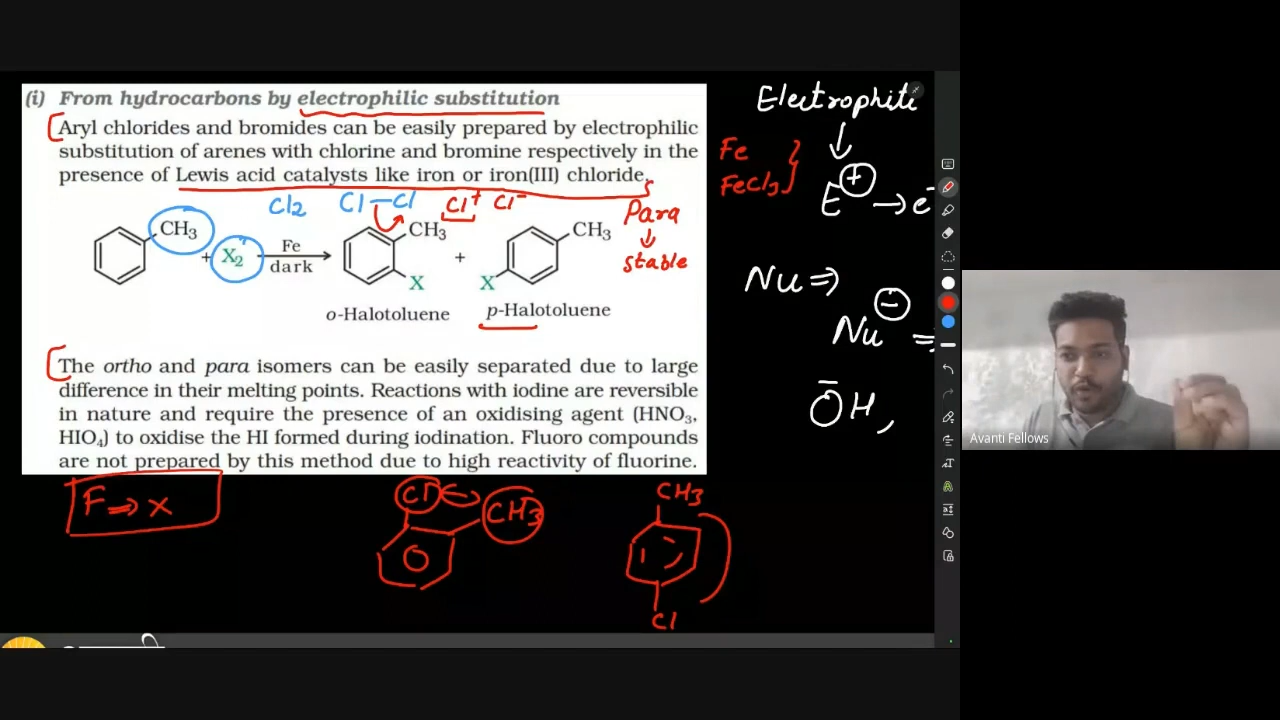 (i) From hydrocarbons by electrophilic substitution
Aryl chlorides and bromides can be easily prepared by electrophilic
substitution of arenes with chlorine and bromine respectively in the
presence of Lewis acid catalysts like iron or iron(III) chloride.
Cl₂ Cl—Cl Cl⁺ Cl⁻
CH₃ + X₂ Fe dark CH₃ X + CH₃ X
o-Halotoluene p-Halotoluene
Para
↓
stable
The ortho and para isomers can be easily separated due to large
difference in their melting points. Reactions with iodine are reversible
in nature and require the presence of an oxidising agent (HNO₃,
HIO₄) to oxidise the HI formed during iodination. Fluoro compounds
are not prepared by this method due to high reactivity of fluorine.
F ⇒ x
Cl CH₃
CH₃
Cl
Electrophile
↓
Fe
FeCl₃
E⊕ → e⁻
Nu ⇒
Nu⊖ ⇒
ŌH,
Avanti Fellows